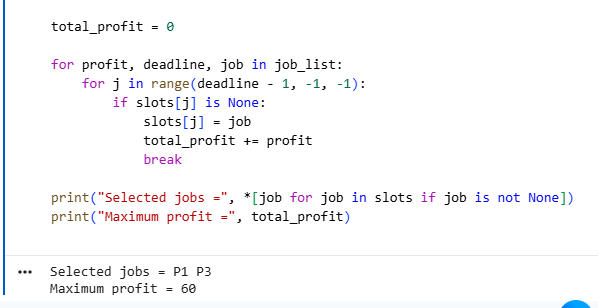 total_profit = 0
for profit, deadline, job in job_list:
    for j in range(deadline - 1, -1, -1):
        if slots[j] is None:
            slots[j] = job
            total_profit += profit
            break
print("Selected jobs =", *[job for job in slots if job is not None])
print("Maximum profit =", total_profit)
Selected jobs = P1 P3
Maximum profit = 60